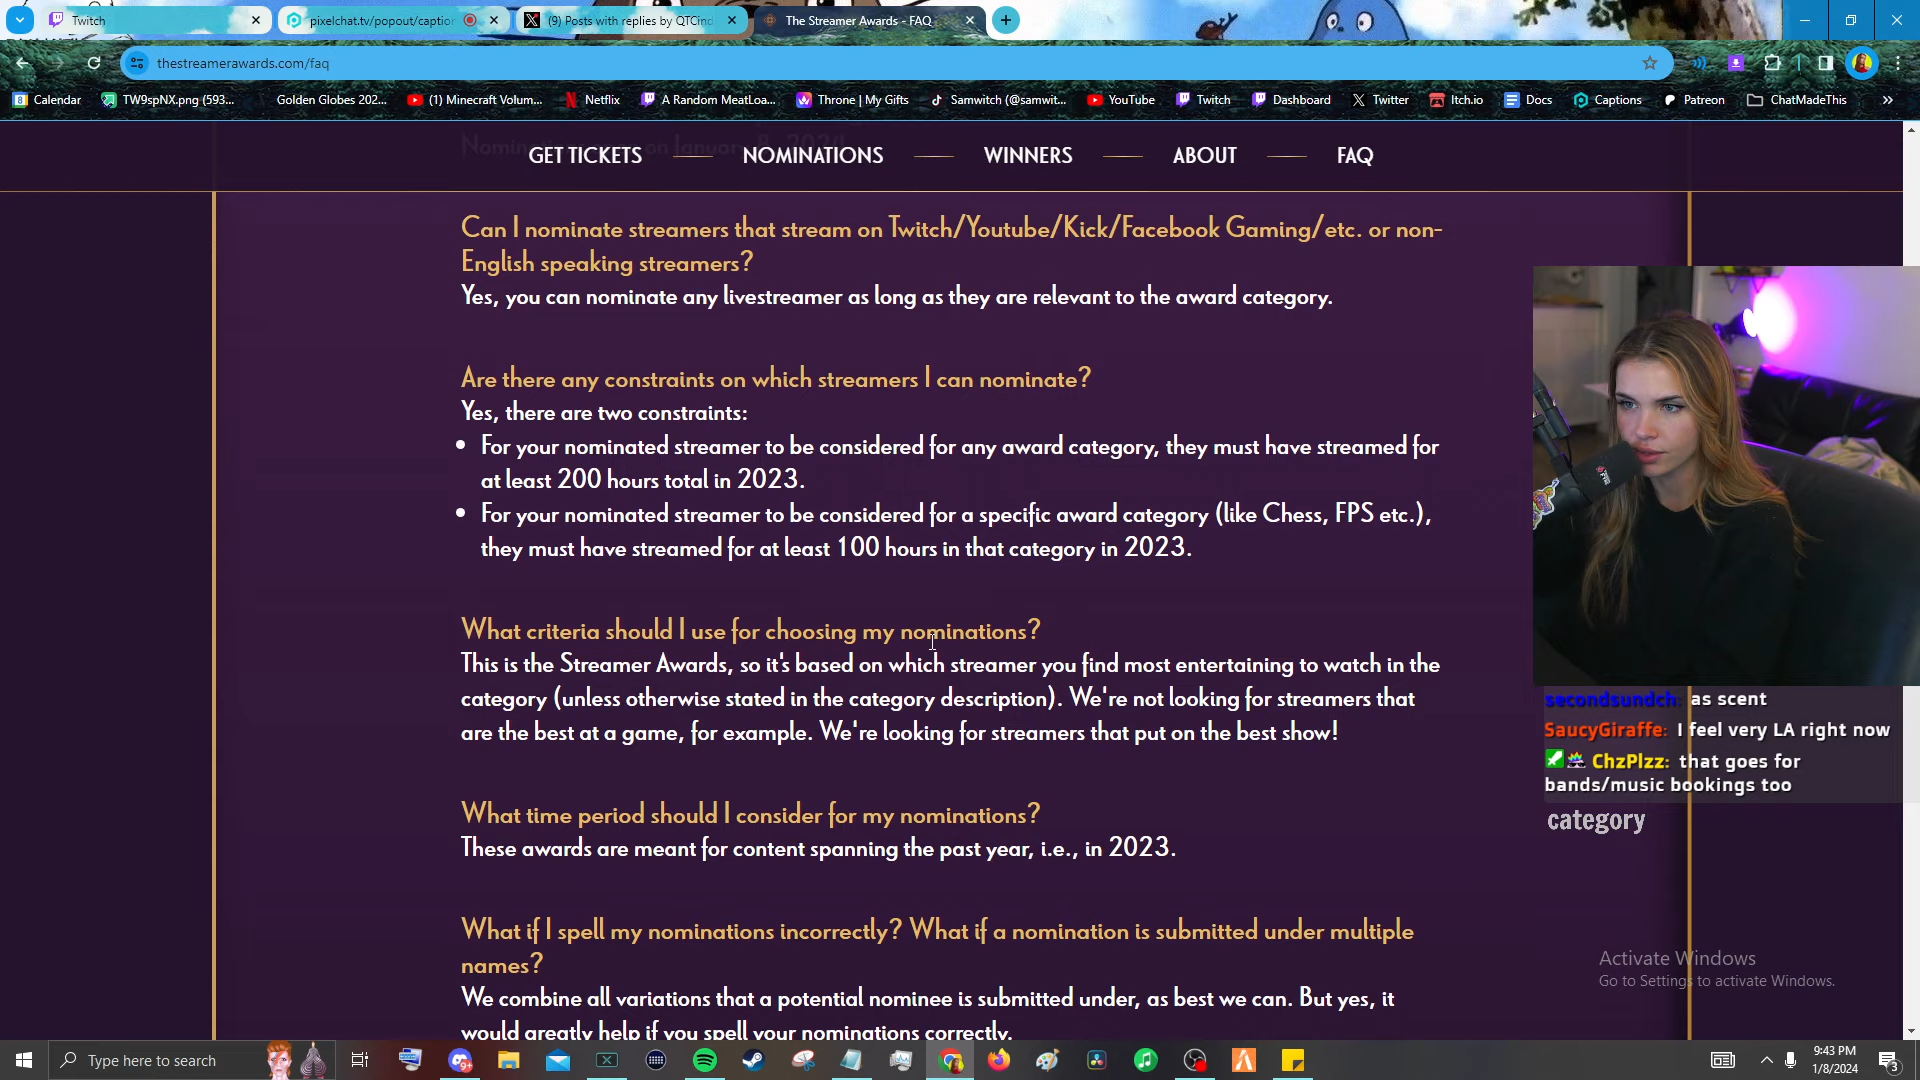 Twitch
pixelchat.tv/popout/caption
(9) Posts with replies by QTCind
The Streamer Awards - FAQ
thestreamerawards.com/faq
Calendar
TW9spNX.png (593...
Golden Globes 202...
(1) Minecraft Volum...
Netflix
A Random MeatLoa...
Throne | My Gifts
Samwitch (@samwit...
YouTube
Twitch
Dashboard
Twitter
Itch.io
Docs
Captions
Patreon
ChatMadeThis
GET TICKETS
NOMINATIONS
WINNERS
ABOUT
FAQ
Can I nominate streamers that stream on Twitch/Youtube/Kick/Facebook Gaming/etc. or non-
English speaking streamers?
Yes, you can nominate any livestreamer as long as they are relevant to the award category.
Are there any constraints on which streamers I can nominate?
Yes, there are two constraints:
• For your nominated streamer to be considered for any award category, they must have streamed for
at least 200 hours total in 2023.
• For your nominated streamer to be considered for a specific award category (like Chess, FPS etc.),
they must have streamed for at least 100 hours in that category in 2023.
What criteria should I use for choosing my nominations?
This is the Streamer Awards, so it's based on which streamer you find most entertaining to watch in the
category (unless otherwise stated in the category description). We're not looking for streamers that
are the best at a game, for example. We're looking for streamers that put on the best show!
What time period should I consider for my nominations?
These awards are meant for content spanning the past year, i.e., in 2023.
What if I spell my nominations incorrectly? What if a nomination is submitted under multiple
names?
We combine all variations that a potential nominee is submitted under, as best we can. But yes, it
would greatly help if you spell your nominations correctly.
secondsundch: as scent
SaucyGiraffe: I feel very LA right now
ChzPlzz: that goes for
bands/music bookings too
category
Activate Windows
Go to Settings to activate Windows.
Type here to search
9:43 PM
1/8/2024
3